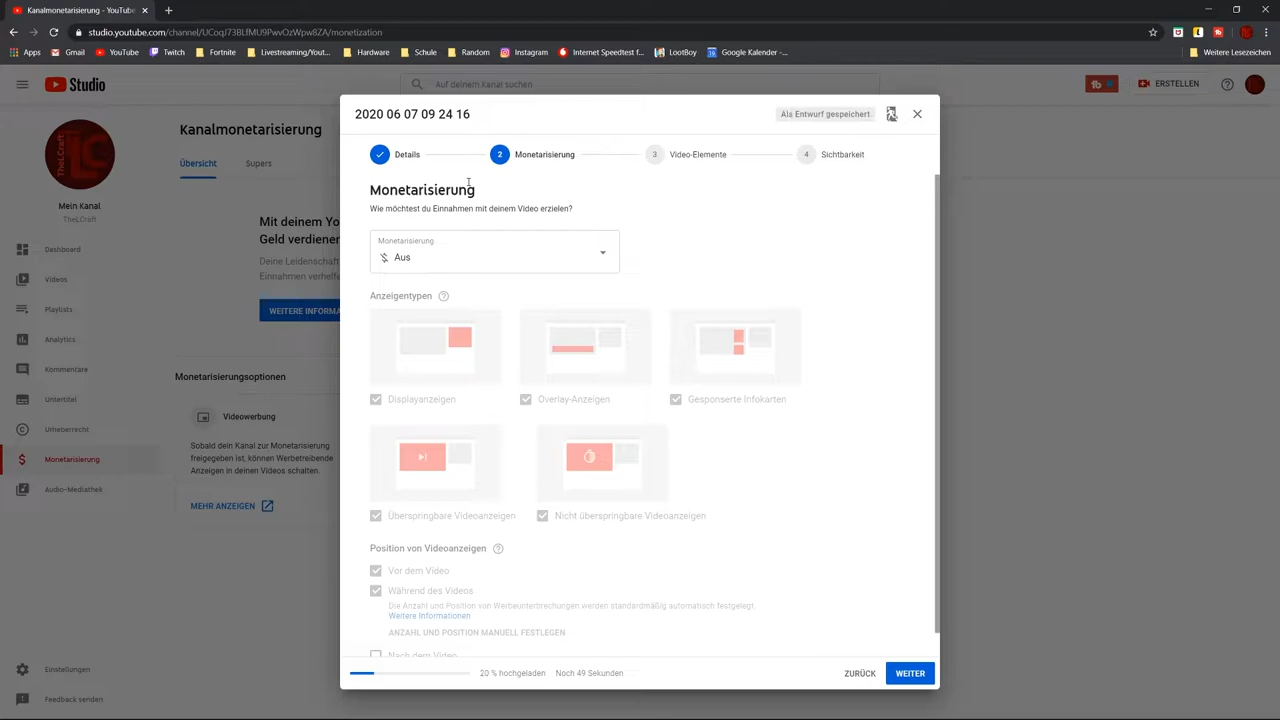 Kanalmonetarisierung - YouTube
studio.youtube.com/channel/UCoqJ73BLfMU9PwvOzWpw8ZA/monetization
Apps Gmail YouTube Twitch Fortnite Livestreaming/Yout... Hardware Schule Random Instagram Internet Speedtest f... LootBoy Google Kalender -... Weitere Lesezeichen
Studio
Auf deinem Kanal suchen
ERSTELLEN
Mein Kanal
TheLCraft
Dashboard
Videos
Playlists
Analytics
Kommentare
Untertitel
Urheberrecht
Monetarisierung
Audio-Mediathek
Einstellungen
Feedback senden
Kanalmonetarisierung
Übersicht Supers
Mit deinem Yo
Geld verdienen
Deine Leidenschaf
Einnahmen verhelfe
WEITERE INFORMA
Monetarisierungsoptionen
Videowerbung
Sobald dein Kanal zur Monetarisierung
freigegeben ist, können Werbetreibende
Anzeigen in deinen Videos schalten.
MEHR ANZEIGEN
2020 06 07 09 24 16
Als Entwurf gespeichert.
Details 2 Monetarisierung 3 Video-Elemente 4 Sichtbarkeit
Monetarisierung
Wie möchtest du Einnahmen mit deinem Video erzielen?
Monetarisierung
Aus
Anzeigentypen
Displayanzeigen Overlay-Anzeigen Gesponserte Infokarten
Überspringbare Videoanzeigen Nicht überspringbare Videoanzeigen
Position von Videoanzeigen
Vor dem Video
Während des Videos
Die Anzahl und Position von Werbeunterbrechungen werden standardmäßig automatisch festgelegt.
Weitere Informationen
ANZAHL UND POSITION MANUELL FESTLEGEN
Nach dem Video
20 % hochgeladen Noch 49 Sekunden
ZURÜCK WEITER